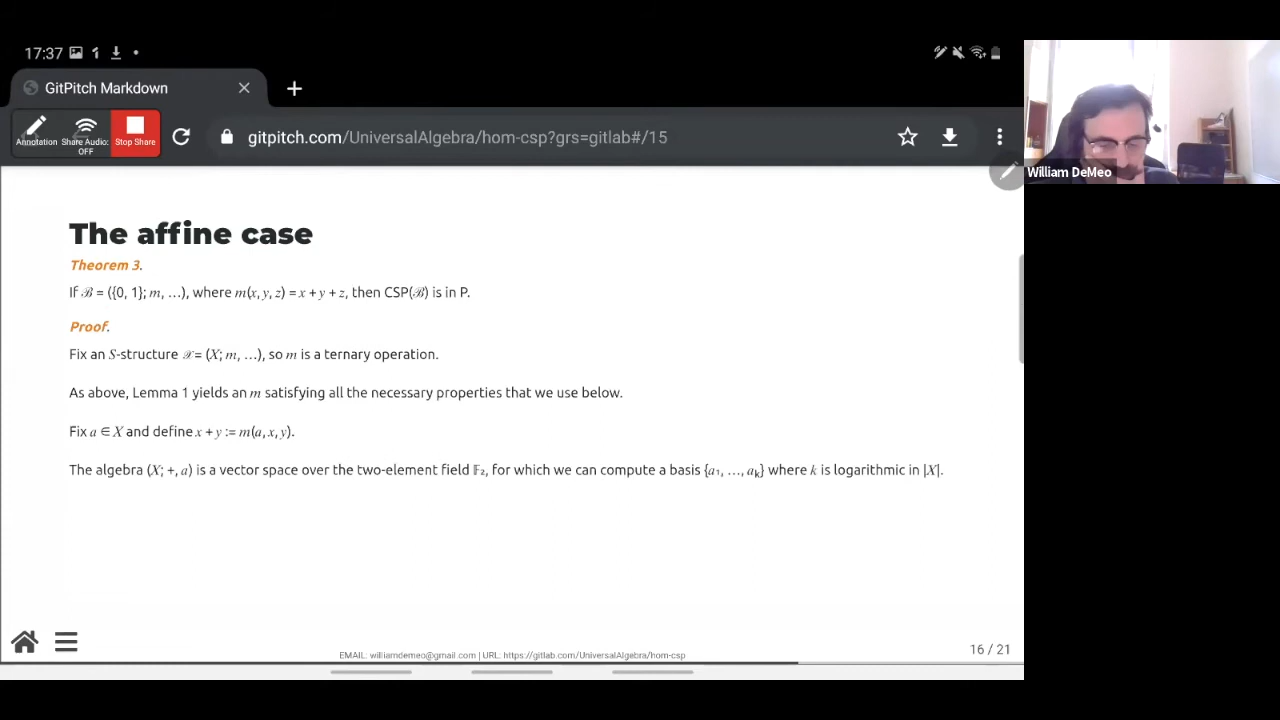 17:37
GitPitch Markdown
Annotation
Share Audio: OFF
Stop Share
gitpitch.com/UniversalAlgebra/hom-csp?grs=gitlab#/15
William DeMeo
The affine case
Theorem 3.
If ℬ = ({0, 1}; m, …), where m(x, y, z) = x + y + z, then CSP(ℬ) is in P.
Proof.
Fix an S-structure 𝒳 = (X; m, …), so m is a ternary operation.
As above, Lemma 1 yields an m satisfying all the necessary properties that we use below.
Fix a ∈ X and define x + y := m(a, x, y).
The algebra (X; +, a) is a vector space over the two-element field 𝔽₂, for which we can compute a basis {a₁, …, aₖ} where k is logarithmic in |X|.
16 / 21
EMAIL: williamdemeo@gmail.com | URL: https://gitlab.com/UniversalAlgebra/hom-csp